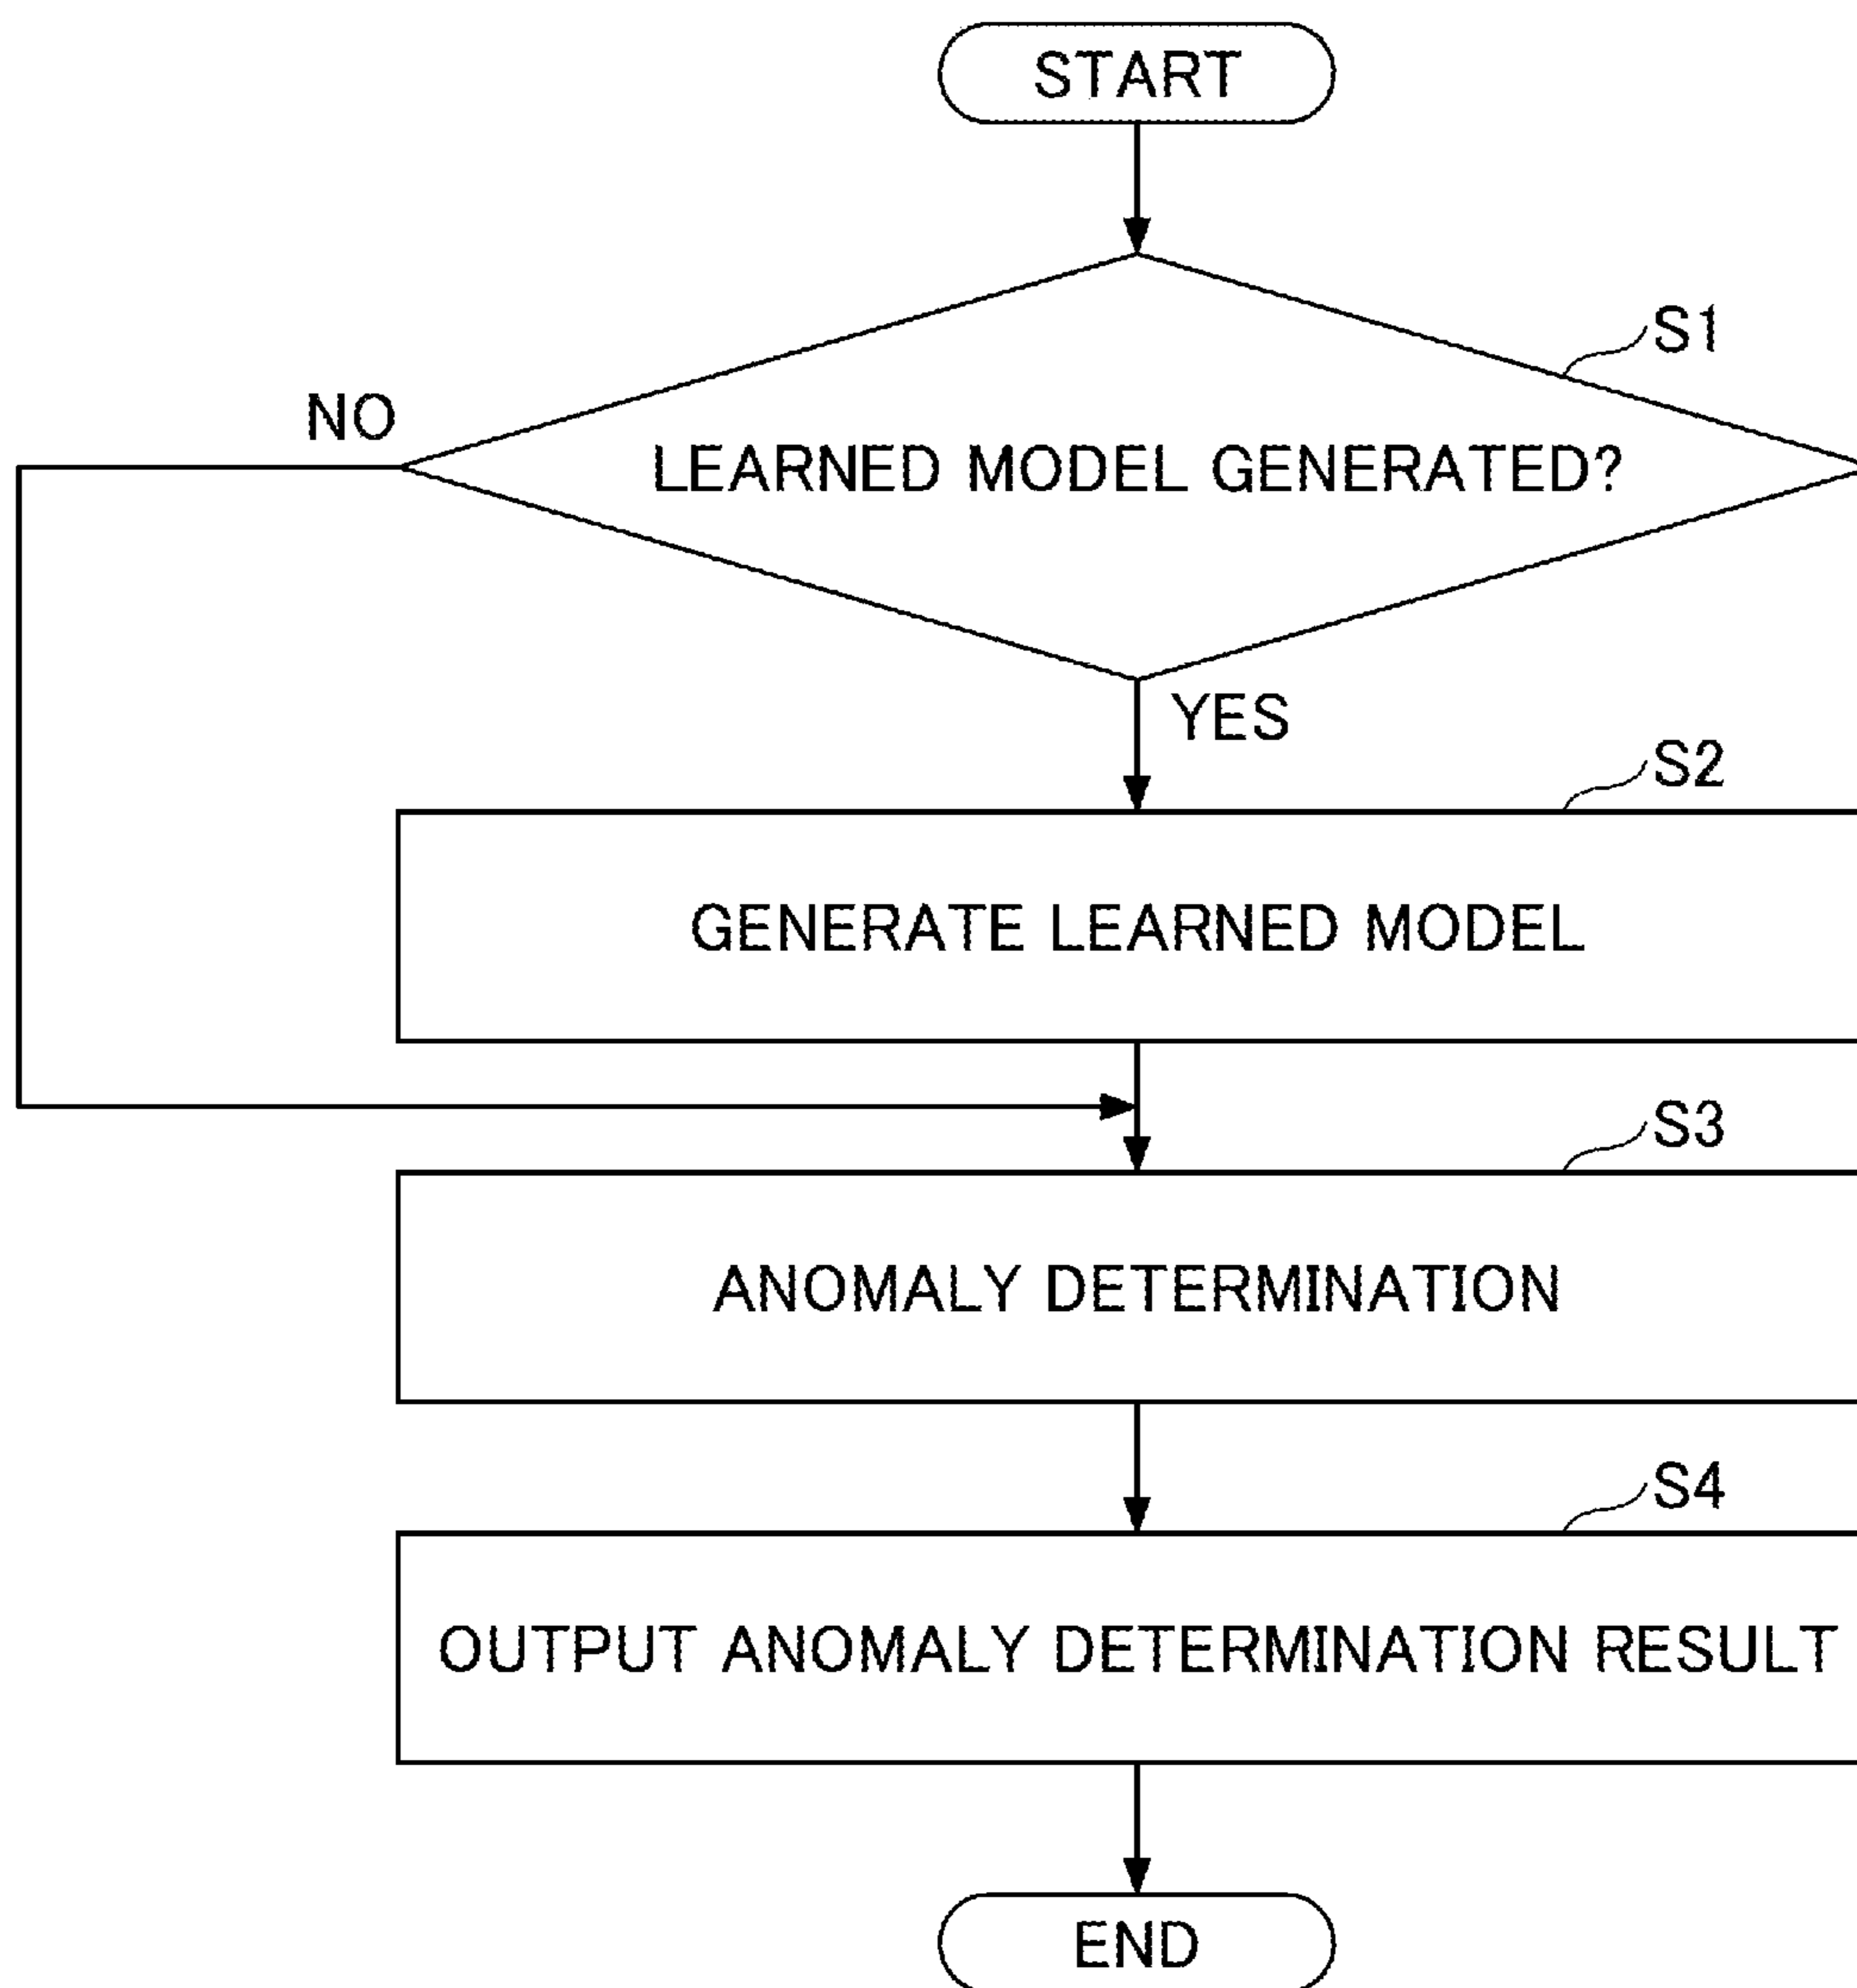 START
S1
NO
LEARNED MODEL GENERATED?
YES
S2
GENERATE LEARNED MODEL
S3
ANOMALY DETERMINATION
S4
OUTPUT ANOMALY DETERMINATION RESULT
END